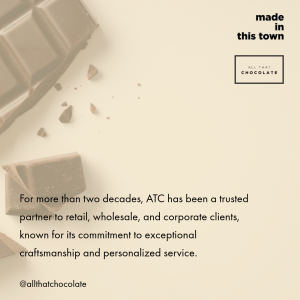 made
in
this town
ALL THAT
CHOCOLATE
For more than two decades, ATC has been a trusted
partner to retail, wholesale, and corporate clients,
known for its commitment to exceptional
craftsmanship and personalized service.
@allthatchocolate